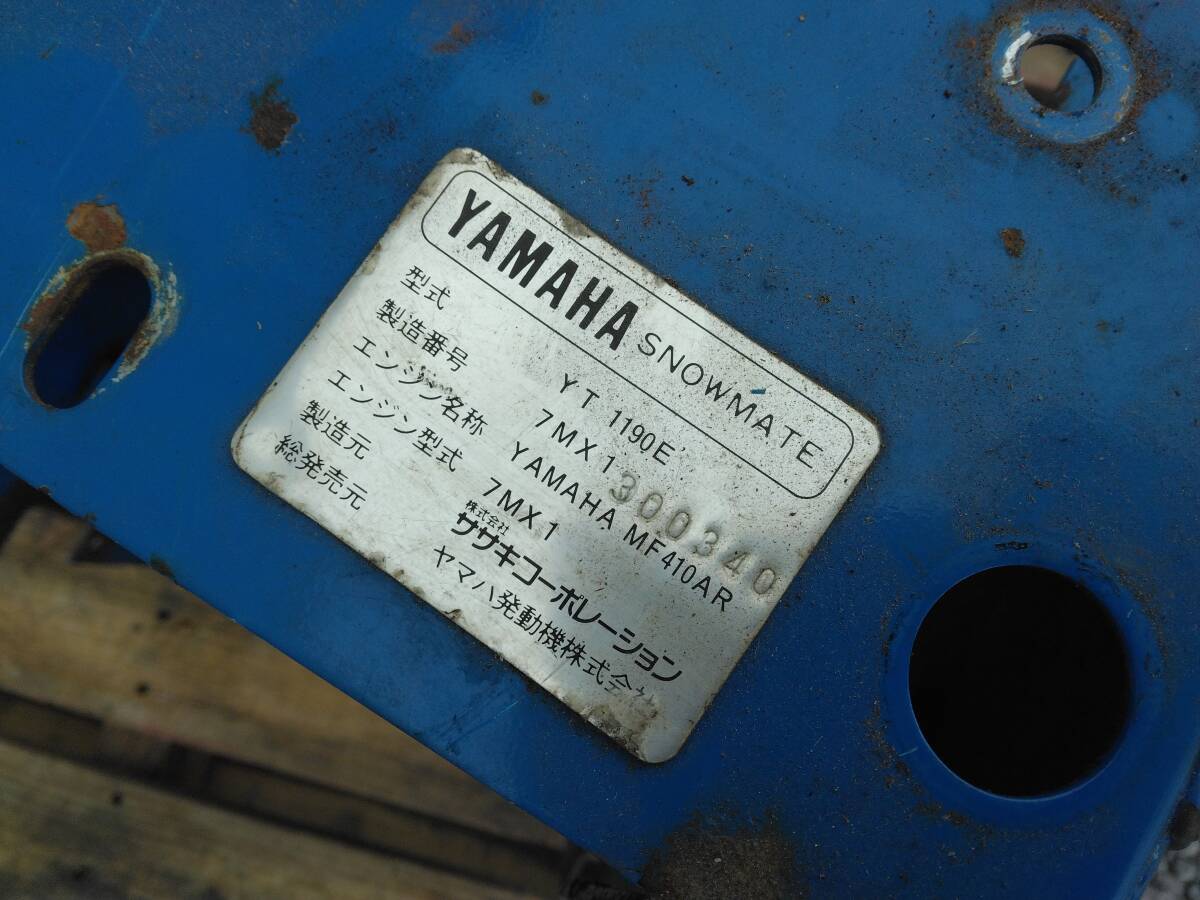 YAMAHA SNOWMATE
型式 YT 1190E
製造番号 7MX1 300340
エンジン名称 YAMAHA MF410AR
エンジン型式 7MX1
製造元 株式会社 ササキコーポレーション
総発売元 ヤマハ発動機株式会社